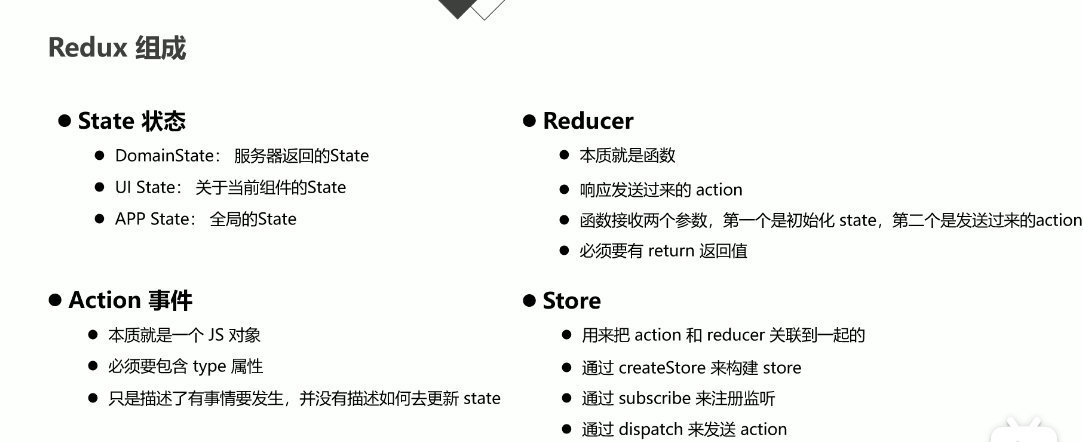 Redux 组成
State 状态
DomainState： 服务器返回的State
UI State： 关于当前组件的State
APP State： 全局的State
Action 事件
本质就是一个 JS 对象
必须要包含 type 属性
只是描述了有事情要发生，并没有描述如何去更新 state
Reducer
本质就是函数
响应发送过来的 action
函数接收两个参数，第一个是初始化 state，第二个是发送过来的action
必须要有 return 返回值
Store
用来把 action 和 reducer 关联到一起的
通过 createStore 来构建 store
通过 subscribe 来注册监听
通过 dispatch 来发送 action